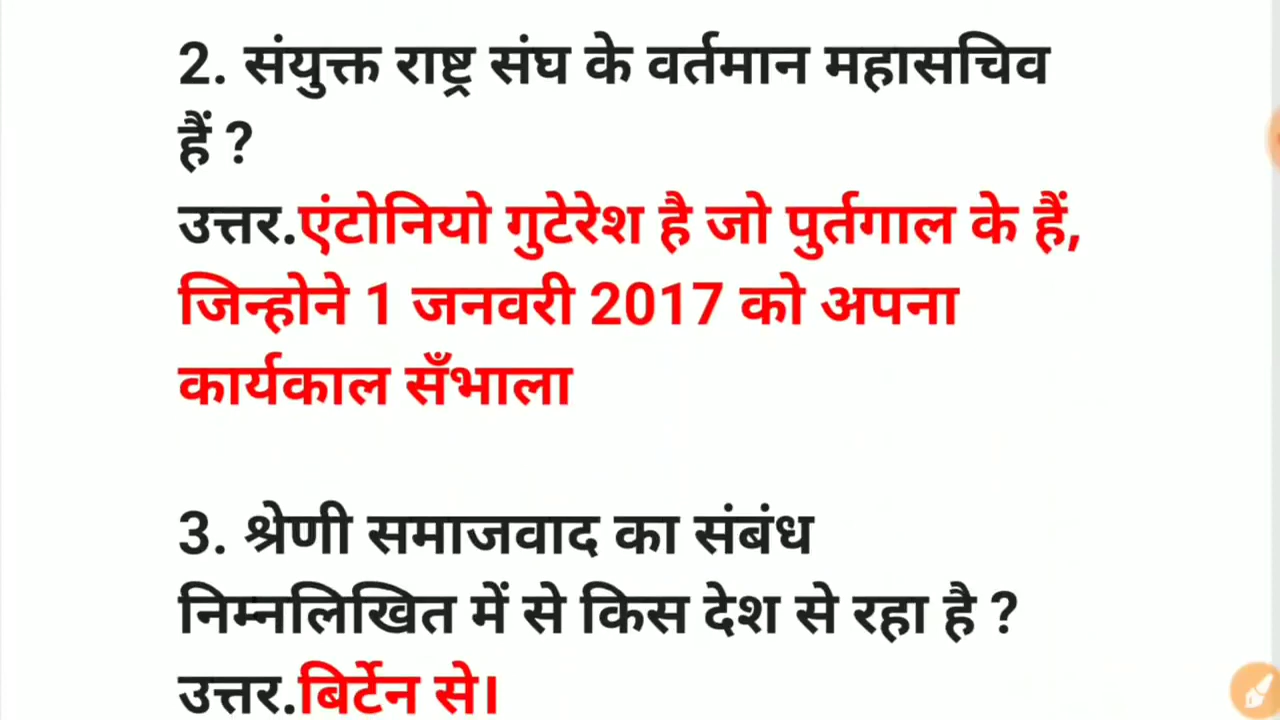 2. संयुक्त राष्ट्र संघ के वर्तमान महासचिव
हैं ?
उत्तर.एंटोनियो गुटेरेश है जो पुर्तगाल के हैं,
जिन्होने 1 जनवरी 2017 को अपना
कार्यकाल सँभाला
3. श्रेणी समाजवाद का संबंध
निम्नलिखित में से किस देश से रहा है ?
उत्तर.बिर्टेन से।